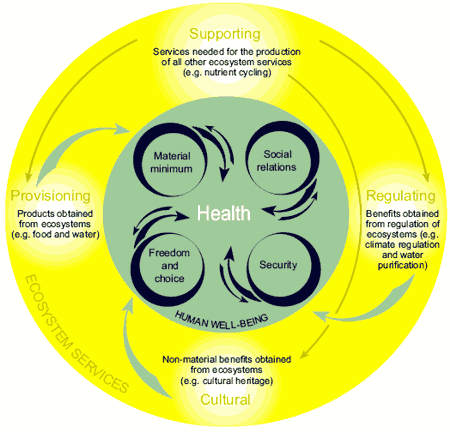 Supporting
Services needed for the production
of all other ecosystem services
(e.g. nutrient cycling)
Material
minimum
Social
relations
Provisioning
Products obtained
from ecosystems
(e.g. food and water)
Health
Regulating
Benefits obtained
from regulation of
ecosystems (e.g.
climate regulation
and water
purification)
Freedom
and
choice
Security
HUMAN WELL-BEING
ECOSYSTEM SERVICES
Non-material benefits obtained
from ecosystems
(e.g. cultural heritage)
Cultural